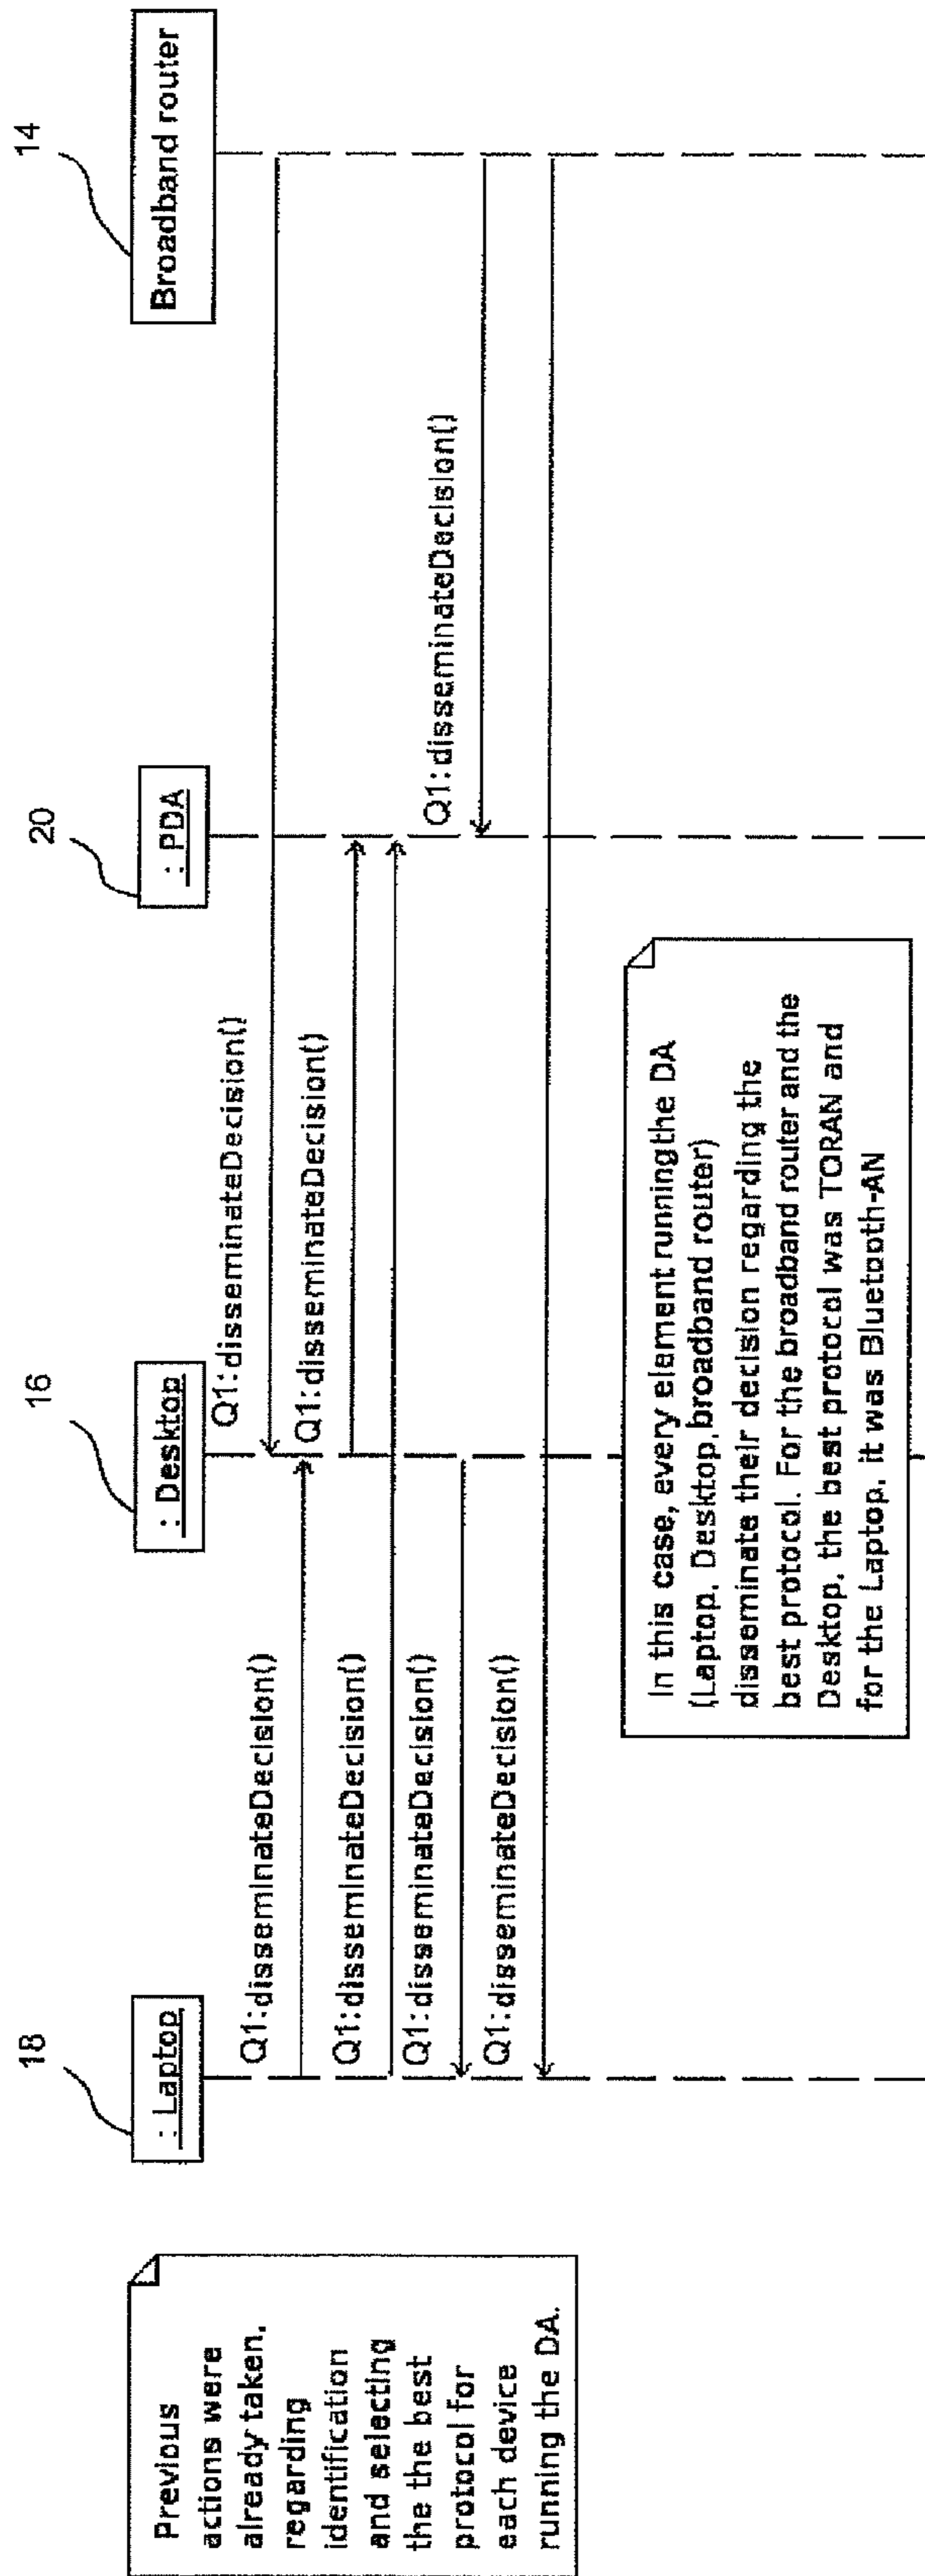 18
16
20
14
: Laptop
: Desktop
: PDA
Broadband router
Previous
actions were
already taken,
regarding
identification
and selecting
the the best
protocol for
each device
running the DA.
Q1:disseminateDecision()
Q1:disseminateDecision()
Q1:disseminateDecision()
Q1:disseminateDecision()
Q1:disseminateDecision()
Q1:disseminateDecision()
Q1:disseminateDecision()
In this case, every element running the DA
(Laptop, Desktop, broadband router)
disseminate their decision regarding the
best protocol. For the broadband router and the
Desktop, the best protocol was TORAN and
for the Laptop, it was Bluetooth-AN